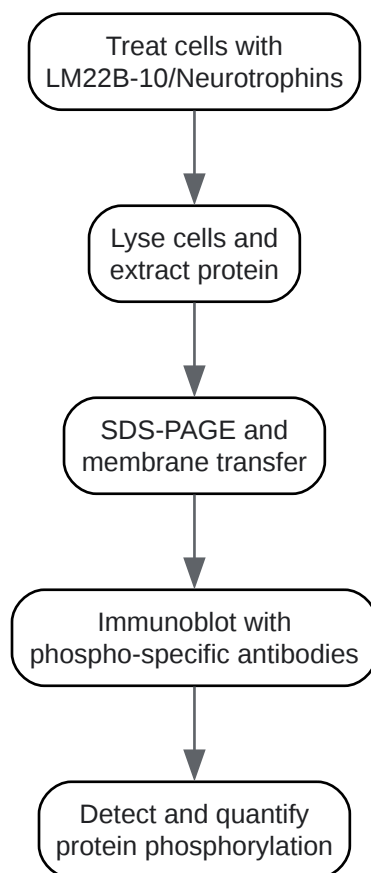 Treat cells with
LM22B-10/Neurotrophins
Lyse cells and
extract protein
SDS-PAGE and
membrane transfer
Immunoblot with
phospho-specific antibodies
Detect and quantify
protein phosphorylation